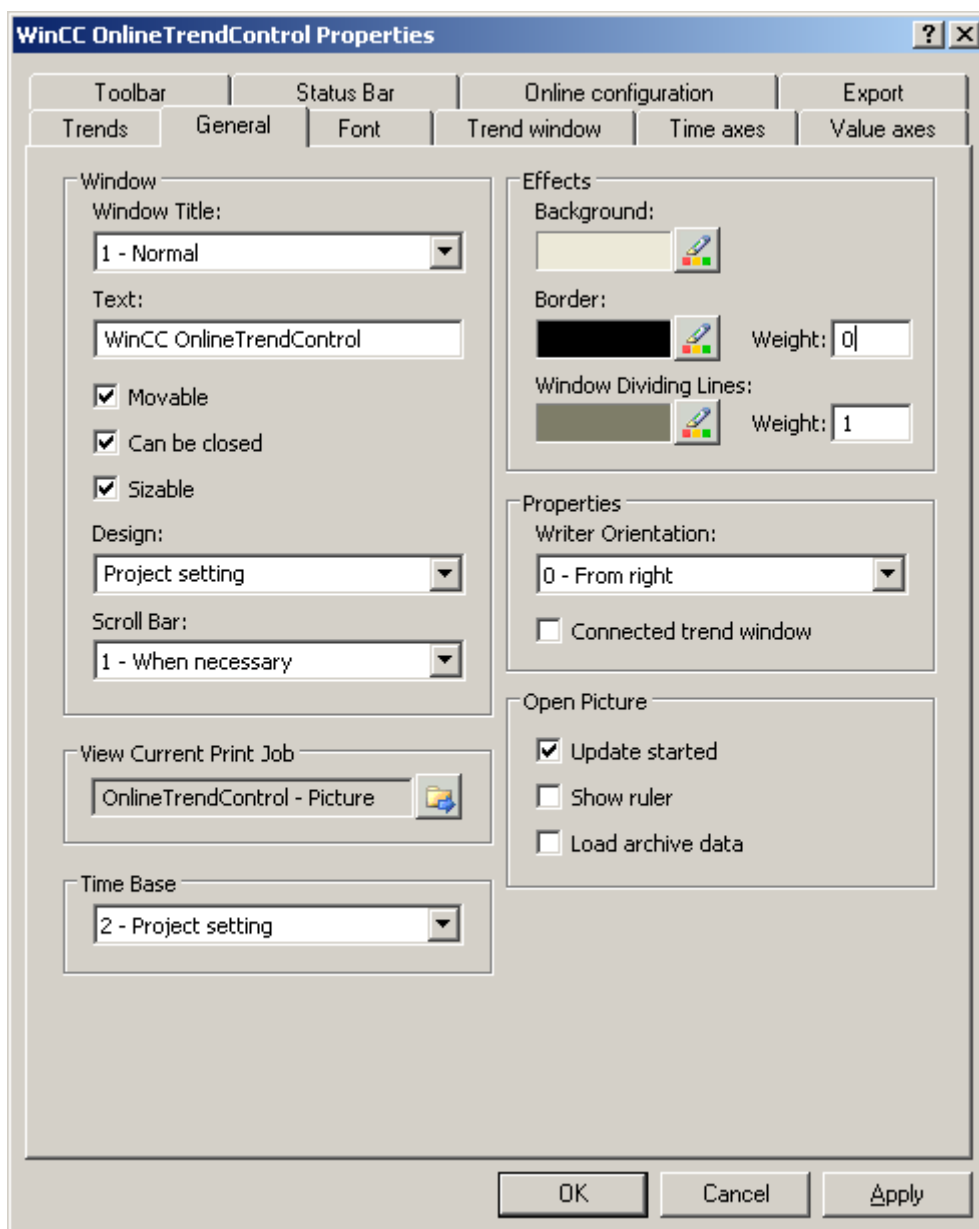 WinCC OnlineTrendControl Properties
Toolbar Status Bar Online configuration Export
Trends General Font Trend window Time axes Value axes
Window
Window Title:
1 - Normal
Text:
WinCC OnlineTrendControl
Movable
Can be closed
Sizable
Design:
Project setting
Scroll Bar:
1 - When necessary
View Current Print Job
OnlineTrendControl - Picture
Time Base
2 - Project setting
Effects
Background:
Border:
Weight: 0
Window Dividing Lines:
Weight: 1
Properties
Writer Orientation:
0 - From right
Connected trend window
Open Picture
Update started
Show ruler
Load archive data
OK Cancel Apply